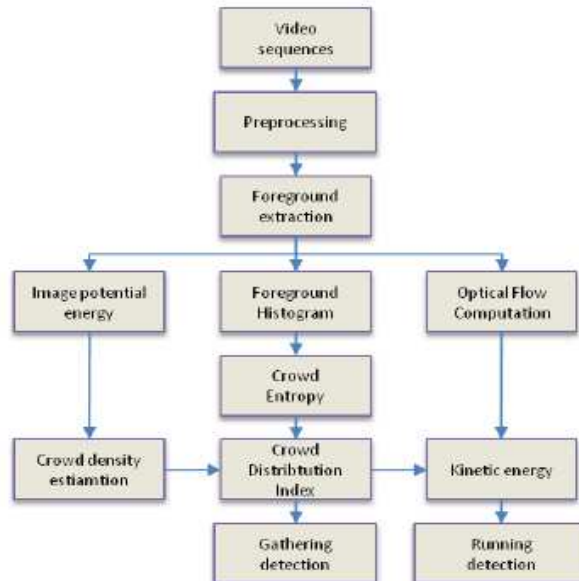 Video
sequences
Preprocessing
Foreground
extraction
Image potential
energy
Foreground
Histogram
Optical Flow
Computation
Crowd
Entropy
Crowd density
estiamtion
Crowd
Distribtution
Index
Kinetic energy
Gathering
detection
Running
detection